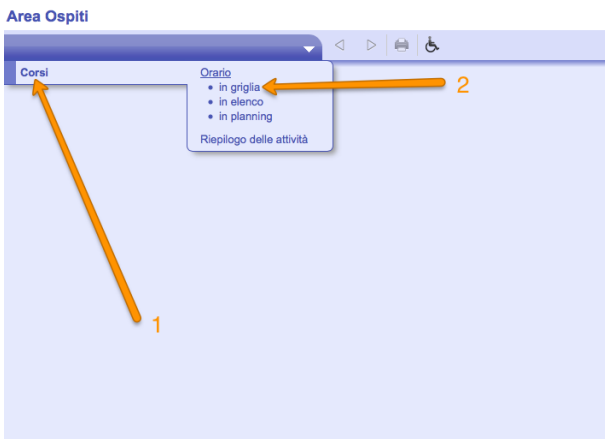 Area Ospiti
Corsi
Orario
• in griglia
• in elenco
• in planning
Riepilogo delle attività
1
2